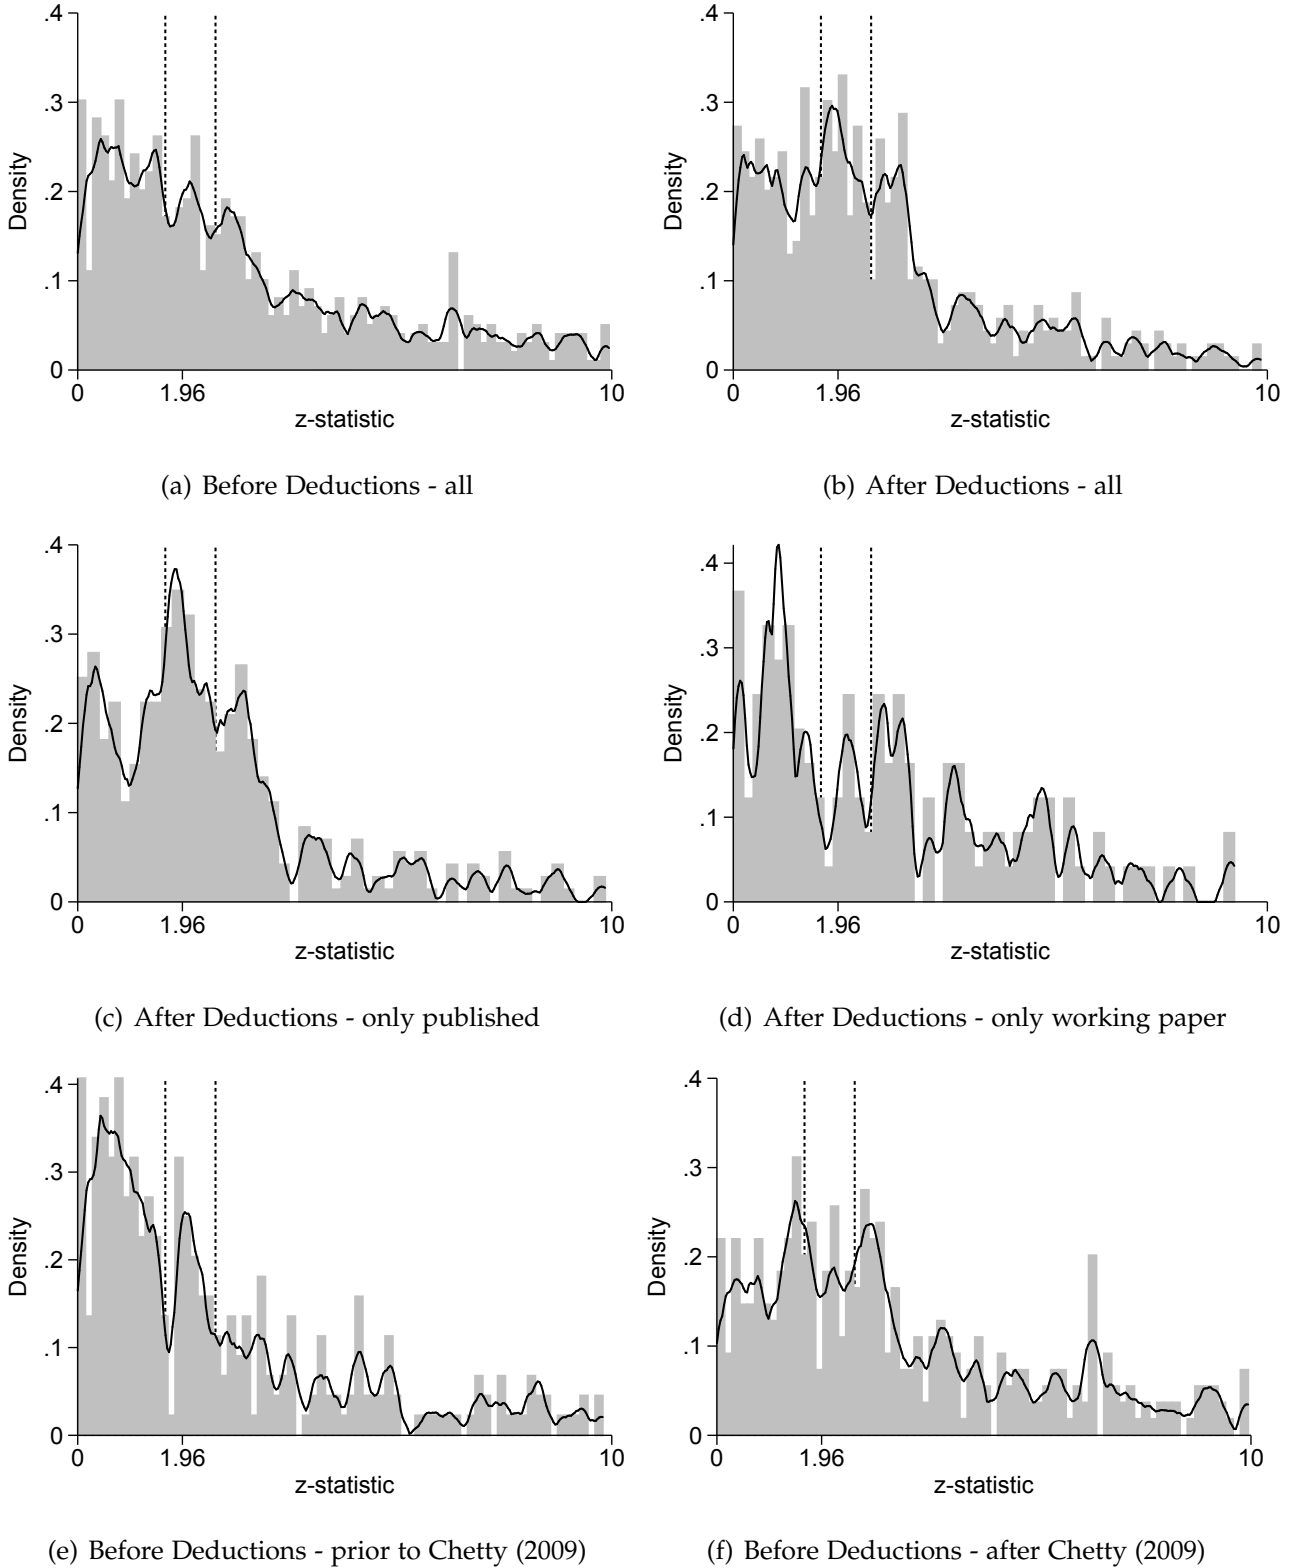 .4
.3
.2
.1
0
Density
0 1.96 10
z-statistic
(a) Before Deductions - all
.4
.3
.2
.1
0
Density
0 1.96 10
z-statistic
(b) After Deductions - all
.4
.3
.2
.1
0
Density
0 1.96 10
z-statistic
(c) After Deductions - only published
.4
.3
.2
.1
0
Density
0 1.96 10
z-statistic
(d) After Deductions - only working paper
.4
.3
.2
.1
0
Density
0 1.96 10
z-statistic
(e) Before Deductions - prior to Chetty (2009)
.4
.3
.2
.1
0
Density
0 1.96 10
z-statistic
(f) Before Deductions - after Chetty (2009)